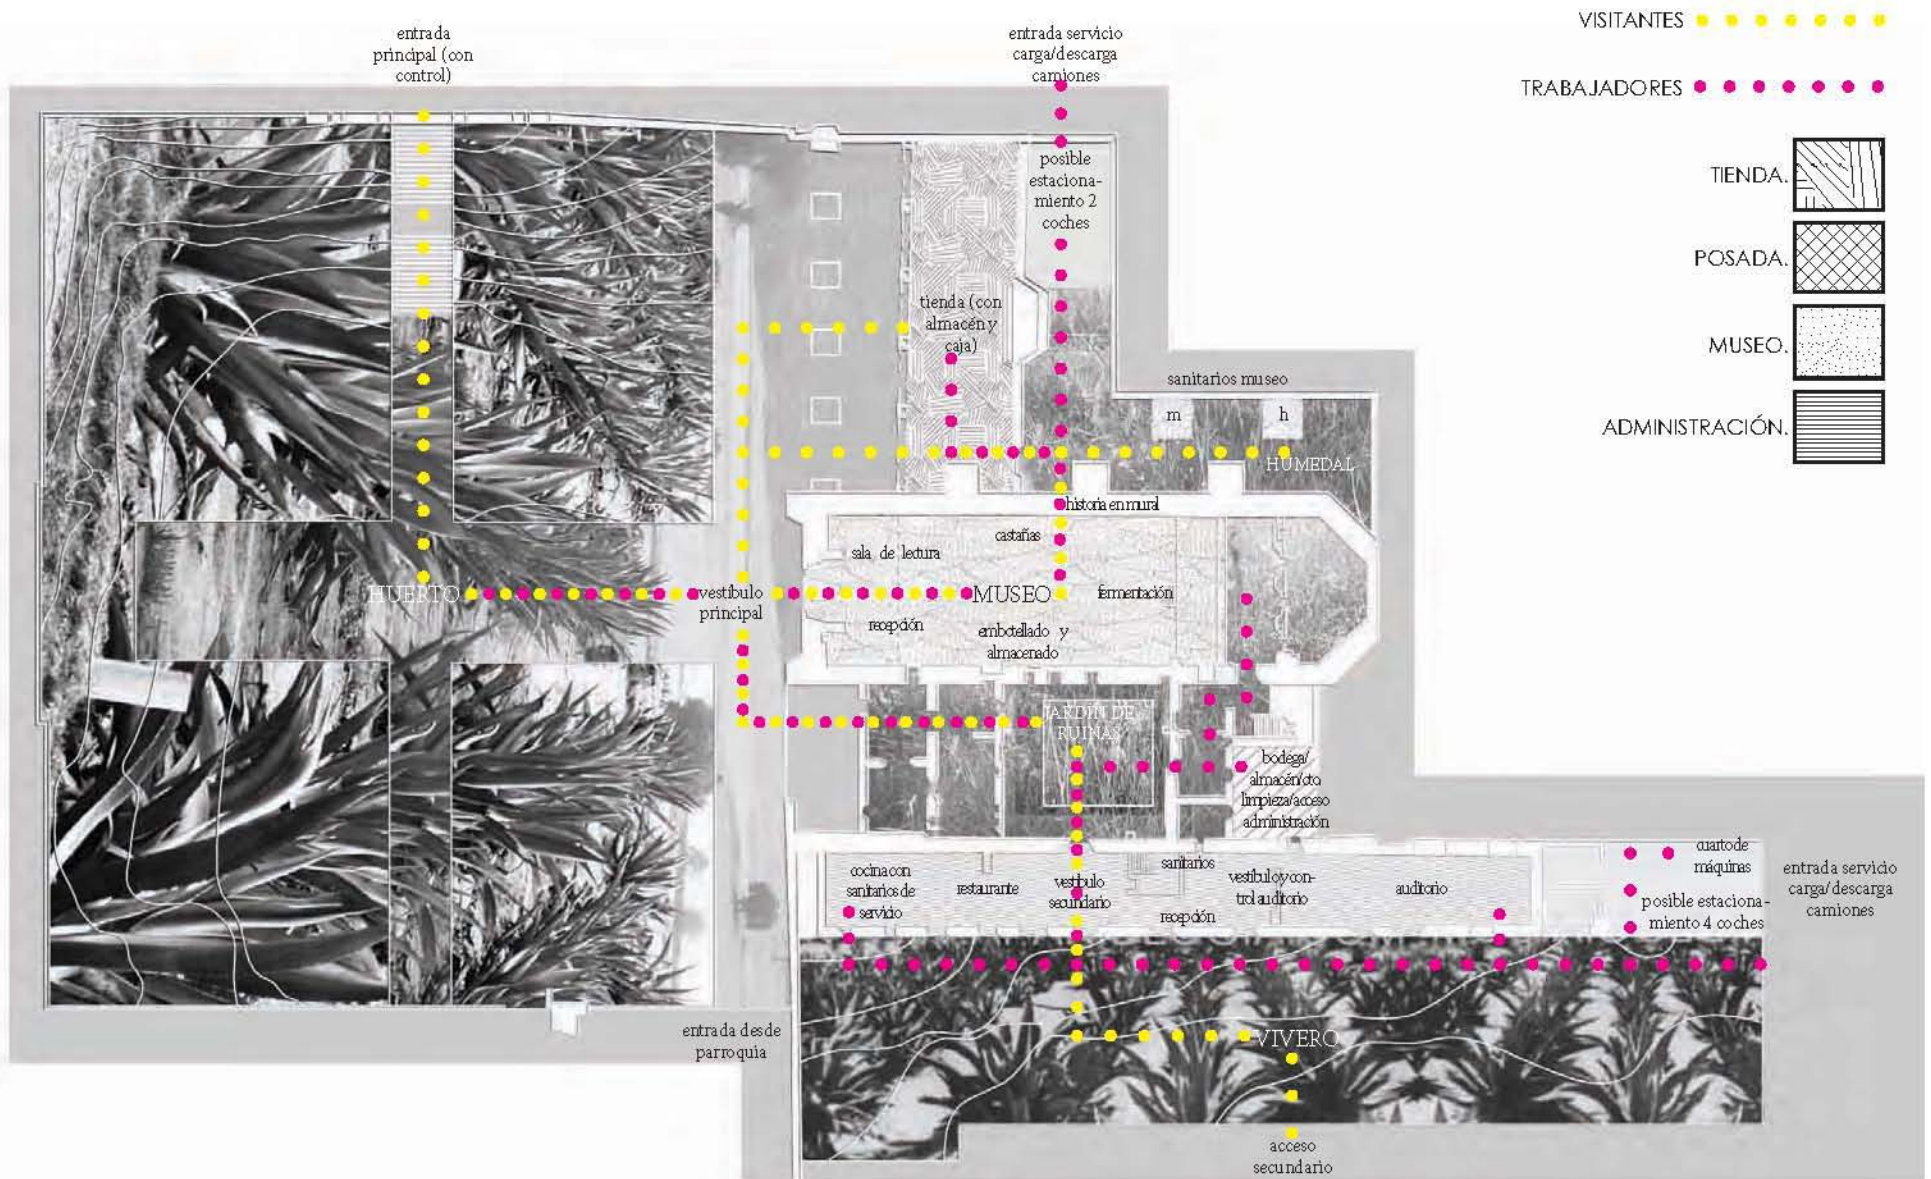 VISITANTES
TRABAJADORES
TIENDA.
POSADA.
MUSEO.
ADMINISTRACIÓN.
entrada
principal (con
control)
entrada servicio
carga/descarga
camiones
posible
estaciona-
miento 2
coches
tienda (con
almacén y
caja)
sanitarios museo
m
h
HUMEDAL
historia en mural
castañas
sala de lectura
HUERTO
vestíbulo
principal
MUSEO
fermentación
recepción
embotellado y
almacenado
JARDÍN DE
RUINAS
bodega/
almacén/cto
limpieza/acceso
administración
cocina con
sanitarios de
servicio
restaurante
vestíbulo
secundario
sanitarios
recepción
vestíbulo y con-
trol auditorio
auditorio
cuarto de
máquinas
posible estaciona-
miento 4 coches
entrada servicio
carga/descarga
camiones
entrada desde
parroquia
VIVERO
acceso
secundario